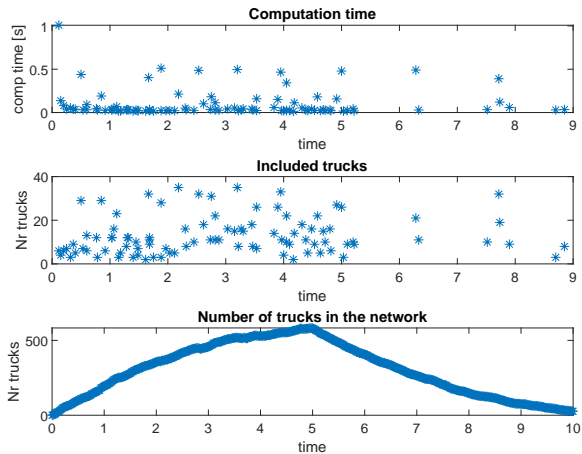 Computation time
comp time [s]
1
0.5
0
0 1 2 3 4 5 6 7 8 9
time
Included trucks
Nr trucks
40
20
0
0 1 2 3 4 5 6 7 8 9
time
Number of trucks in the network
Nr trucks
500
0
0 1 2 3 4 5 6 7 8 9 10
time